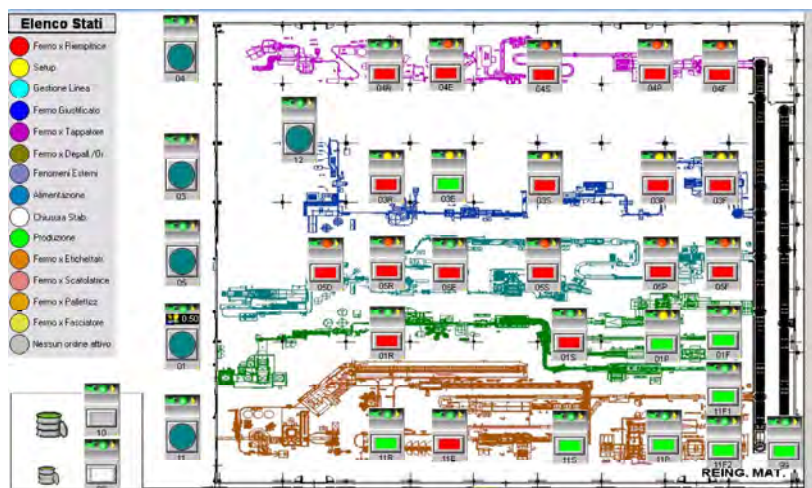 Elenco Stati
Fermo x Riempitrice
Setup
Gestione Linea
Fermo Giustificato
Fermo x Tappatore
Fermo x Depall./Or.
Fenomeni Esterni
Alimentazione
Chiusura Stab.
Produzione
Fermo x Etichettatr.
Fermo x Scatolatrice
Fermo x Pallettizz
Fermo x Fasciatore
Nessun ordine attivo
04
04R
04E
04S
04P
04F
12
03
03R
03E
03S
03P
03F
05
05D
05R
05E
05S
05P
05F
0.50
01
01R
01S
01P
01F
11F1
10
11
11R
11E
11S
11P
11F2
99
REING. MAT.